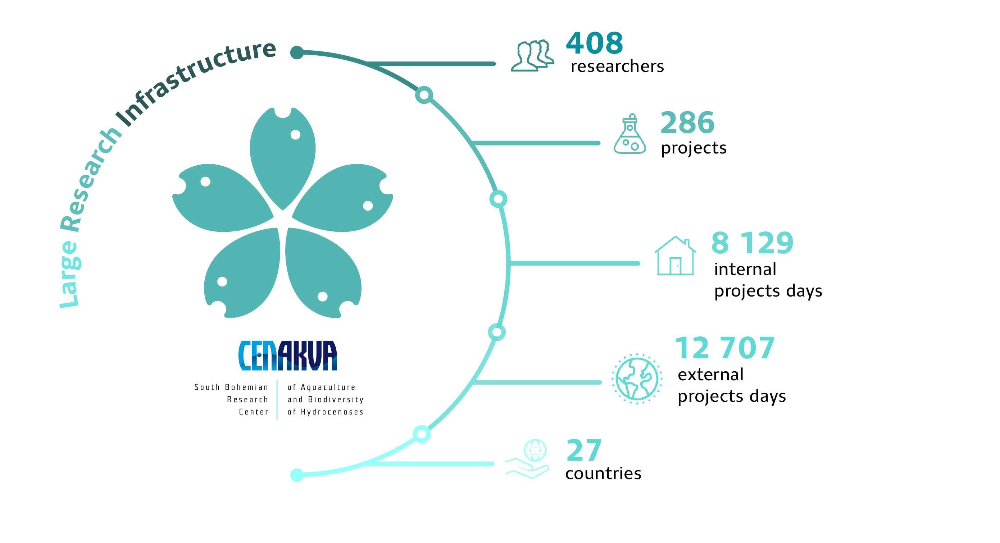 Large Research Infrastructure
CENAKVA
South Bohemian
Research
Center
of Aquaculture
and Biodiversity
of Hydrocenoses
408
researchers
286
projects
8 129
internal
projects days
12 707
external
projects days
27
countries